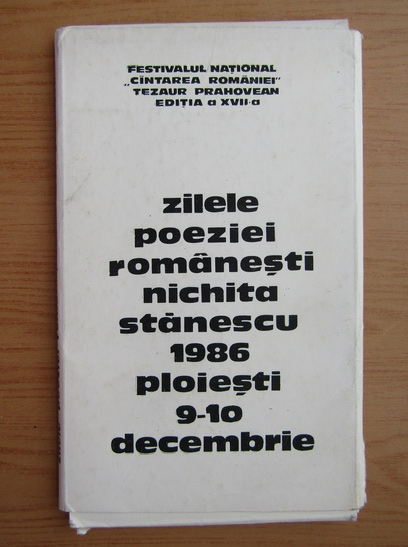 FESTIVALUL NAȚIONAL
„CÎNTAREA ROMÂNIEI"
TEZAUR PRAHOVEAN
EDIȚIA a XVII-a
zilele
poeziei
românești
nichita
stănescu
1986
ploiești
9-10
decembrie